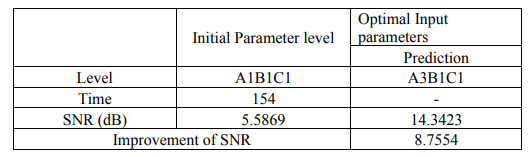 Initial Parameter level
Optimal Input
parameters
Prediction
Level A1B1C1 A3B1C1
Time 154 -
SNR (dB) 5.5869 14.3423
Improvement of SNR 8.7554